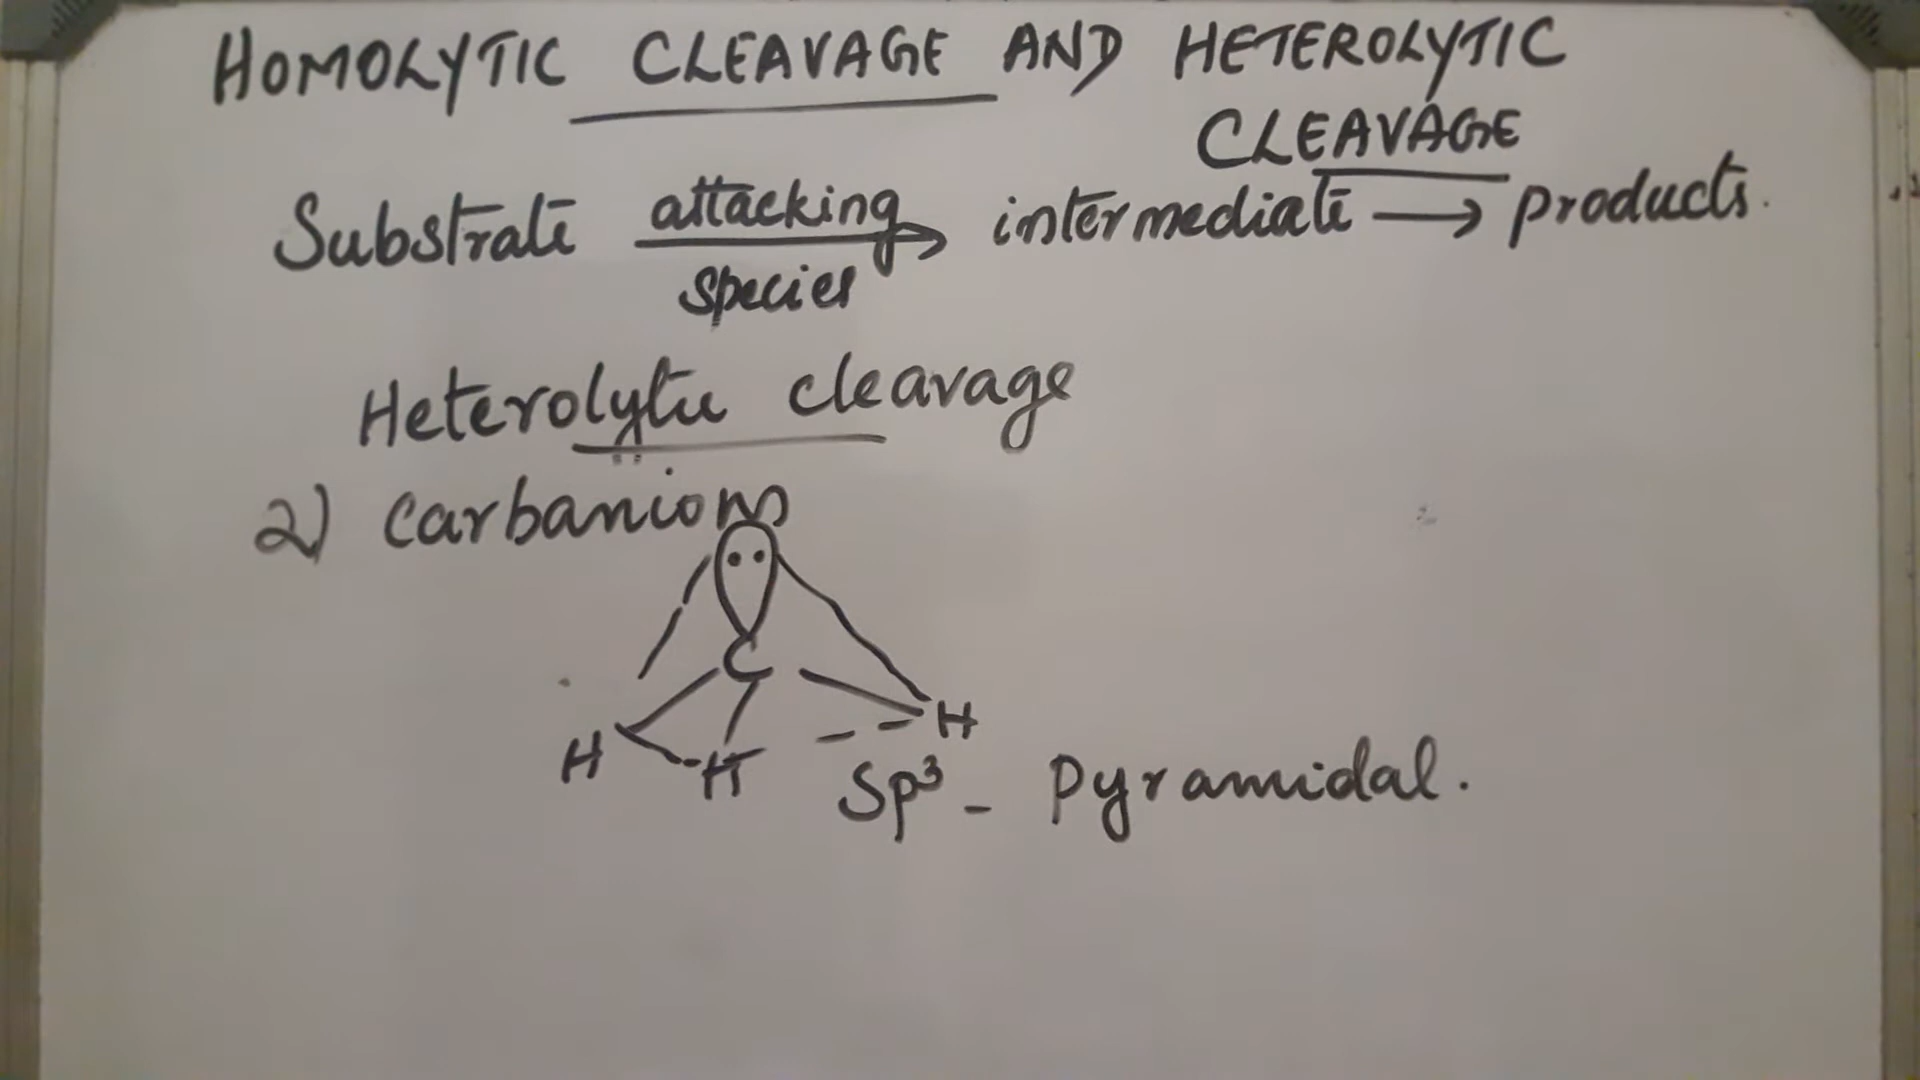 HOMOLYTIC CLEAVAGE AND HETEROLYTIC
CLEAVAGE
Substrate attacking species → intermediate → products.
Heterolytic cleavage
2) Carbanions
C
H H H
Sp³ - Pyramidal.